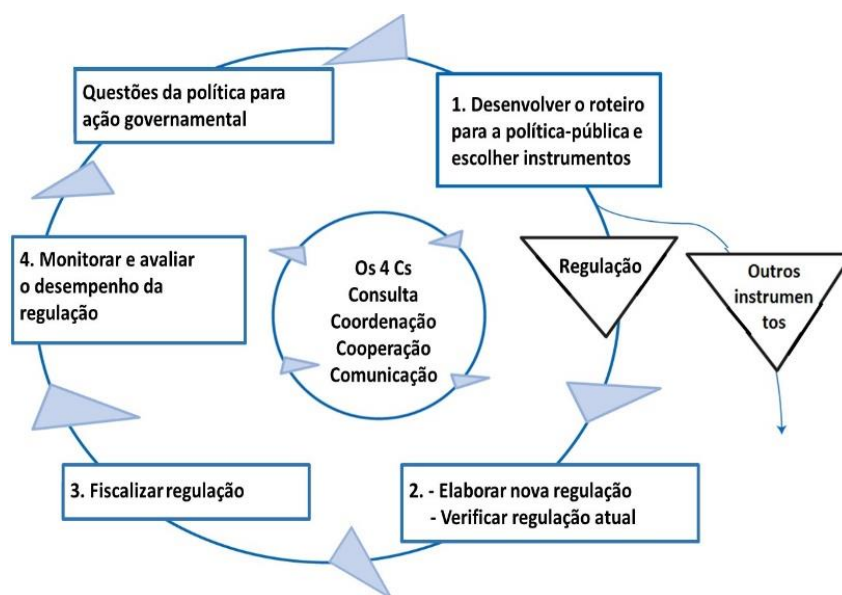 Questões da política para
ação governamental
1. Desenvolver o roteiro
para a política-pública e
escolher instrumentos
Regulação
Outros
instrumen
tos
2. - Elaborar nova regulação
- Verificar regulação atual
3. Fiscalizar regulação
4. Monitorar e avaliar
o desempenho da
regulação
Os 4 Cs
Consulta
Coordenação
Cooperação
Comunicação